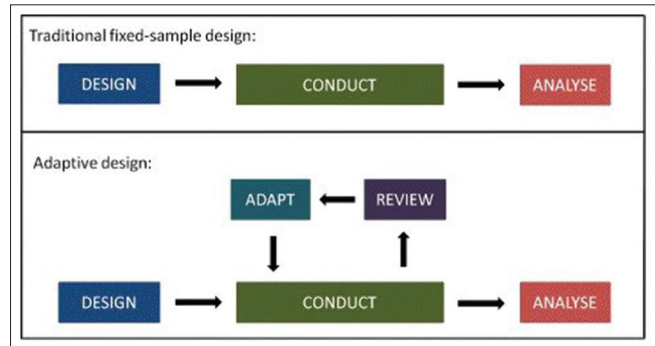 Traditional fixed-sample design:
DESIGN CONDUCT ANALYSE
Adaptive design:
ADAPT REVIEW
DESIGN CONDUCT ANALYSE